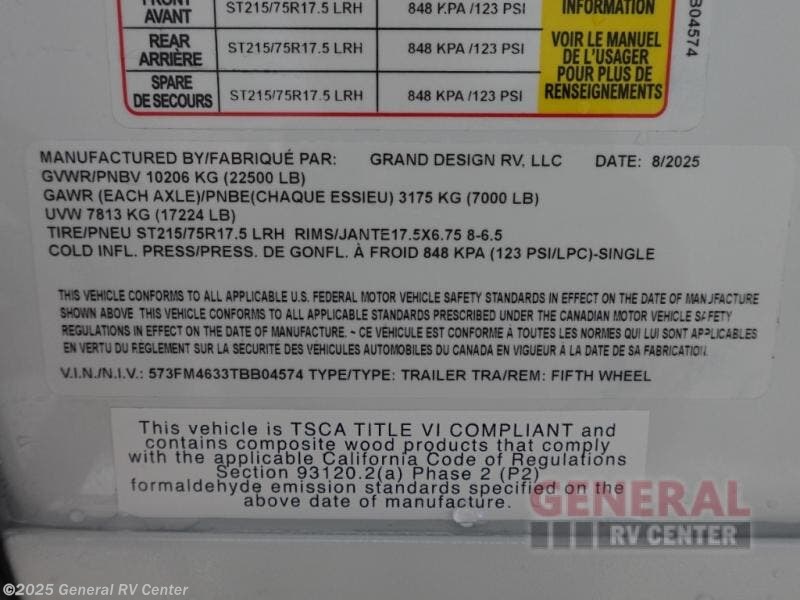 FRONT ST215/75R17.5 LRH 848 KPA /123 PSI INFORMATION
AVANT
REAR ST215/75R17.5 LRH 848 KPA /123 PSI VOIR LE MANUEL
ARRIÈRE DE L'USAGER
SPARE ST215/75R17.5 LRH 848 KPA /123 PSI POUR PLUS DE
DE SECOURS RENSEIGNEMENTS
B04574
MANUFACTURED BY/FABRIQUÉ PAR: GRAND DESIGN RV, LLC DATE: 8/2025
GVWR/PNBV 10206 KG (22500 LB)
GAWR (EACH AXLE)/PNBE(CHAQUE ESSIEU) 3175 KG (7000 LB)
UVW 7813 KG (17224 LB)
TIRE/PNEU ST215/75R17.5 LRH RIMS/JANTE17.5X6.75 8-6.5
COLD INFL. PRESS/PRESS. DE GONFL. À FROID 848 KPA (123 PSI/LPC)-SINGLE
THIS VEHICLE CONFORMS TO ALL APPLICABLE U.S. FEDERAL MOTOR VEHICLE SAFETY STANDARDS IN EFFECT ON THE DATE OF MANUFACTURE
SHOWN ABOVE THIS VEHICLE CONFORMS TO ALL APPLICABLE STANDARDS PRESCRIBED UNDER THE CANADIAN MOTOR VEHICLE SAFETY
REGULATIONS IN EFFECT ON THE DATE OF MANUFACTURE. ~ CE VEHICULE EST CONFORME À TOUTES LES NORMES QUI LUI SONT APPLICABLES
EN VERTU DU REGLEMENT SUR LA SECURITE DES VEHICULES AUTOMOBILES DU CANADA EN VIGUEUR À LA DATE DE SA FABRICATION.
V.I.N./N.I.V.: 573FM4633TBB04574 TYPE/TYPE: TRAILER TRA/REM: FIFTH WHEEL
This vehicle is TSCA TITLE VI COMPLIANT and
contains composite wood products that comply
with the applicable California Code of Regulations
Section 93120.2(a) Phase 2 (P2)
formaldehyde emission standards specified on the
above date of manufacture.
GENERAL
RV CENTER
©2025 General RV Center